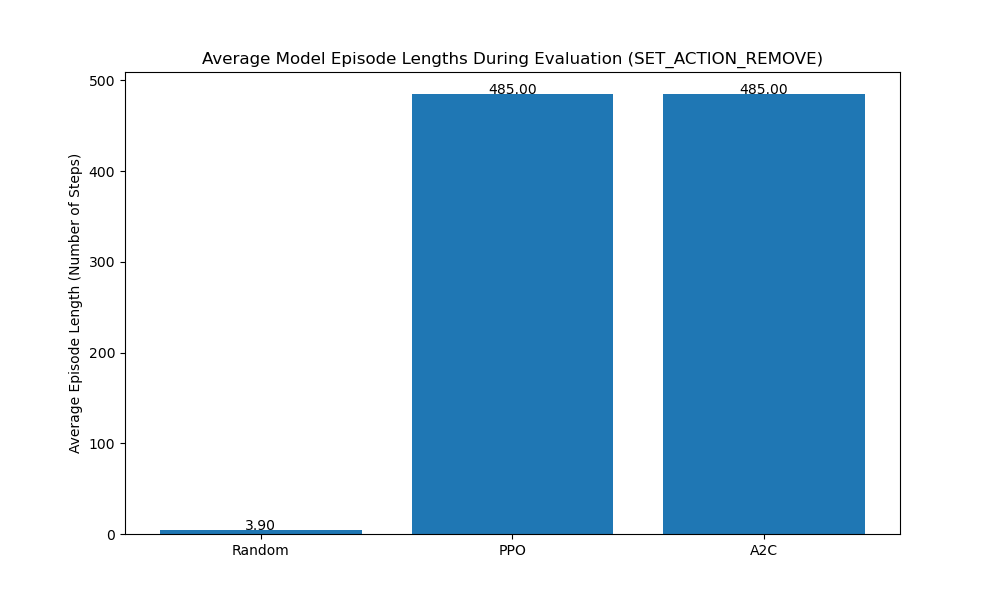 Average Model Episode Lengths During Evaluation (SET_ACTION_REMOVE)
Average Episode Length (Number of Steps)
500
400
300
200
100
0
485.00
485.00
3.90
Random
PPO
A2C